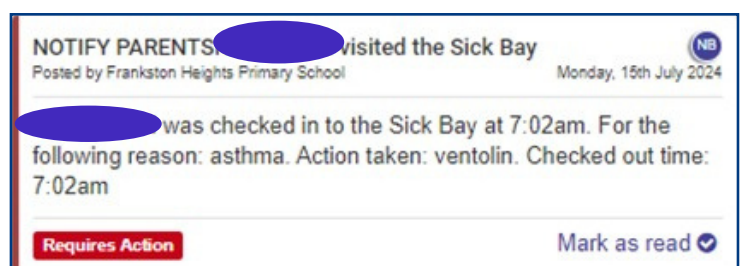 NOTIFY PARENTS: visited the Sick Bay
NB
Posted by Frankston Heights Primary School
Monday, 15th July 2024
was checked in to the Sick Bay at 7:02am. For the
following reason: asthma. Action taken: ventolin. Checked out time:
7:02am
Requires Action
Mark as read